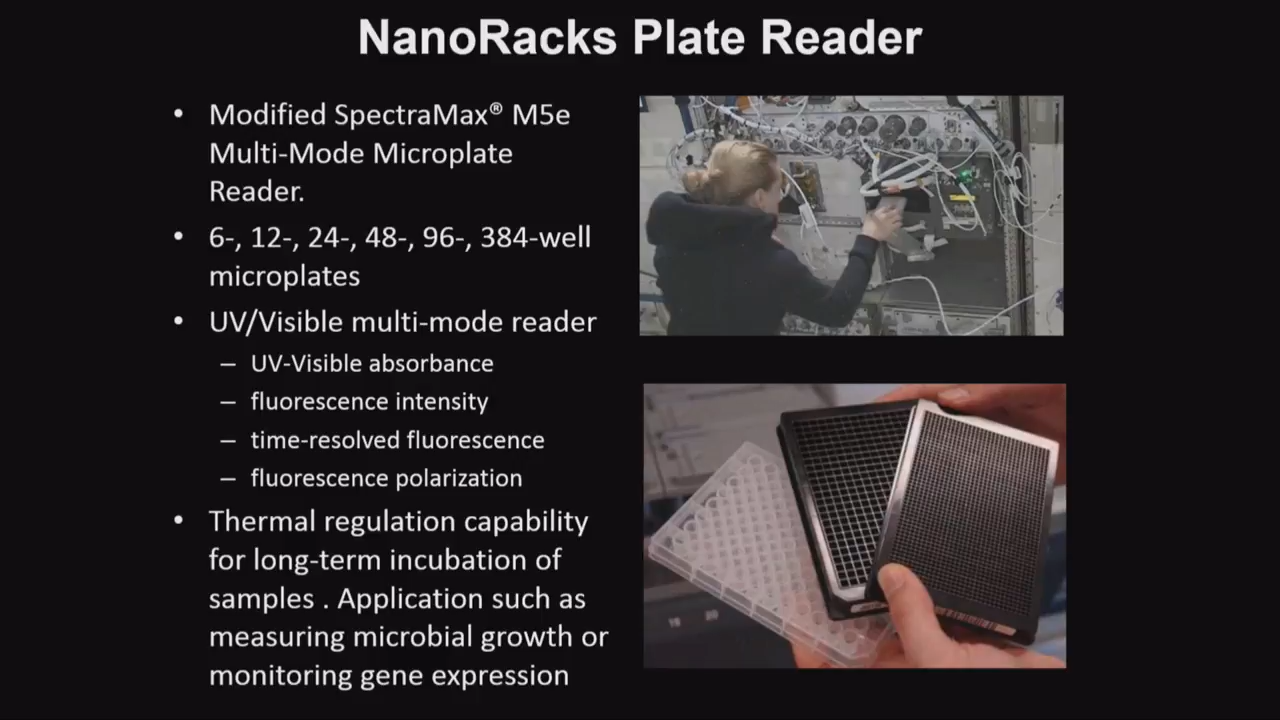 NanoRacks Plate Reader
• Modified SpectraMax® M5e
Multi-Mode Microplate
Reader.
• 6-, 12-, 24-, 48-, 96-, 384-well
microplates
• UV/Visible multi-mode reader
– UV-Visible absorbance
– fluorescence intensity
– time-resolved fluorescence
– fluorescence polarization
• Thermal regulation capability
for long-term incubation of
samples . Application such as
measuring microbial growth or
monitoring gene expression